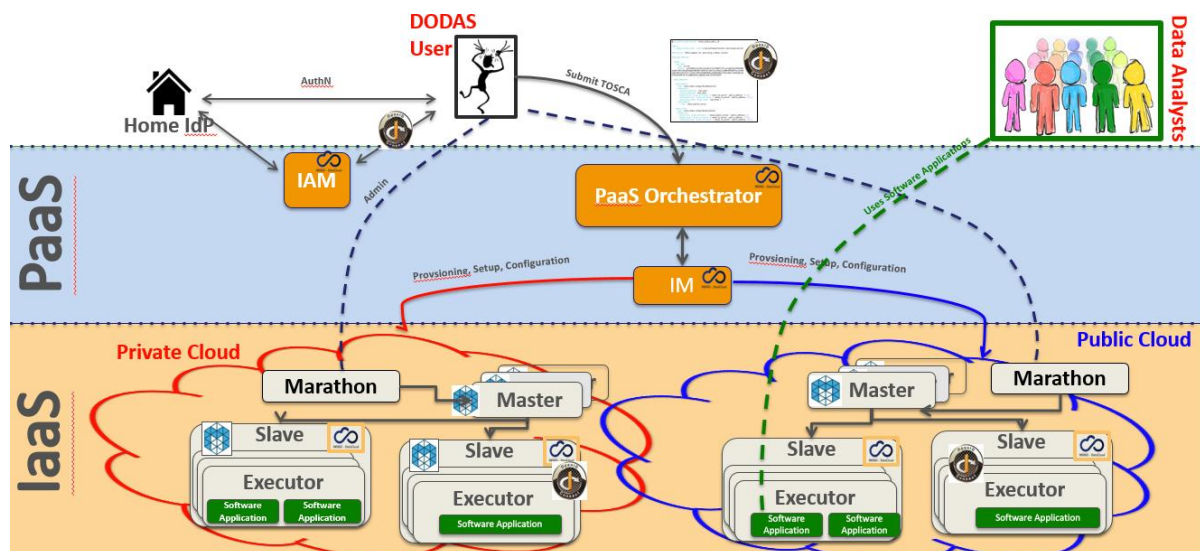 DODAS
User
Data Analysts
AuthN
Submit TOSCA
Home IdP
PaaS
IAM
Admin
PaaS Orchestrator
Uses Software Applications
Provsioning, Setup, Configuration
Provsioning, Setup, Configuration
IM
IaaS
Private Cloud
Public Cloud
Marathon
Master
Master
Marathon
Slave
Slave
Slave
Slave
Executor
Executor
Executor
Executor
Software
Application
Software
Application
Software Application
Software
Application
Software
Application
Software Application